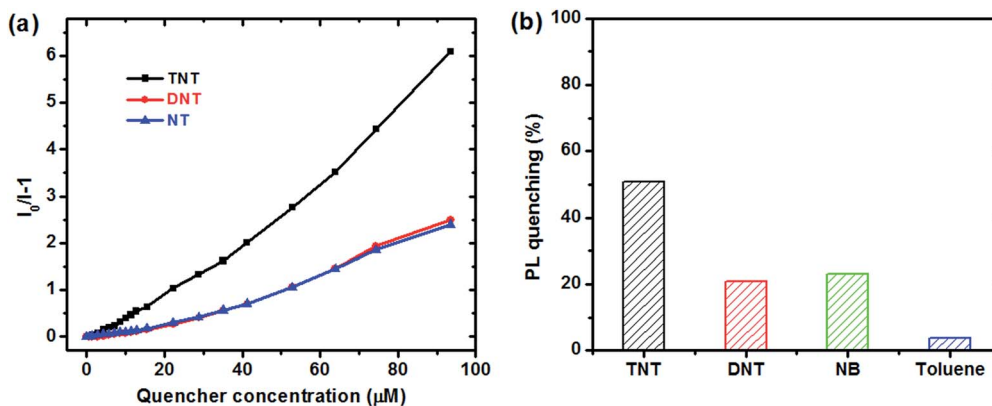 (a)
6
5
4
3
2
1
0
I0/I-1
TNT
DNT
NT
0 20 40 60 80 100
Quencher concentration (μM)
(b)
100
80
60
40
20
0
PL quenching (%)
TNT DNT NB Toluene